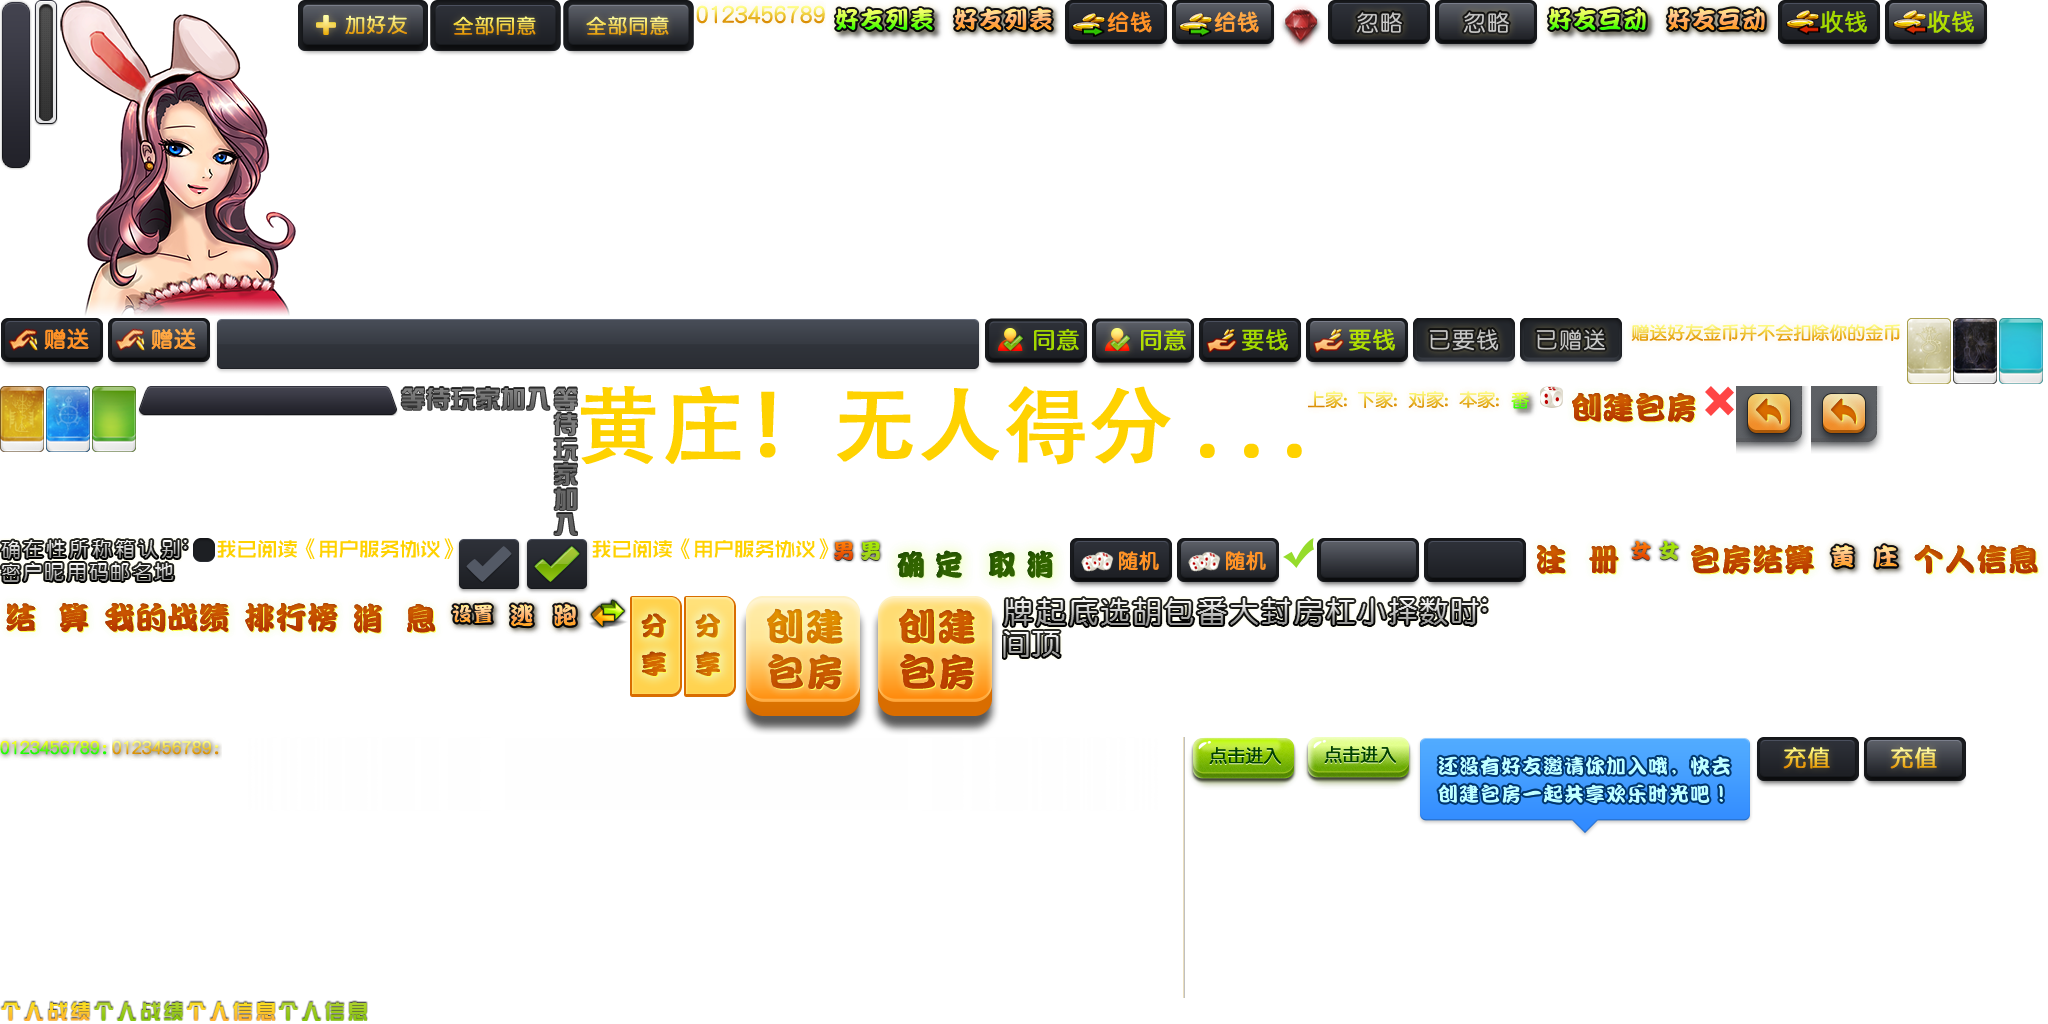 加好友 全部同意 全部同意 0123456789 好友列表 好友列表 给钱 给钱 忽略 忽略 好友互动 好友互动 收钱 收钱
赠送 赠送 同意 同意 要钱 要钱 已要钱 已赠送 赠送好友金币并不会扣除你的金币
等待玩家加入 等待玩家加入 黄庄！无人得分... 上家: 下家: 对家: 本家: 番 创建包房
确在性所称箱认别:
密户昵用码邮名地
我已阅读《用户服务协议》 我已阅读《用户服务协议》 男 男 确定 取消 随机 随机 注册 女 女 包房结算 黄庄 个人信息
结算 我的战绩 排行榜 消息 设置 逃跑 分享 分享
创建包房 创建包房
牌起底选胡包番大封房杠小择数时:
间顶
0123456789: 0123456789: 点击进入 点击进入
还没有好友邀请你加入哦，快去
创建包房一起共享欢乐时光吧！
充值 充值
个人战绩 个人战绩 个人信息 个人信息